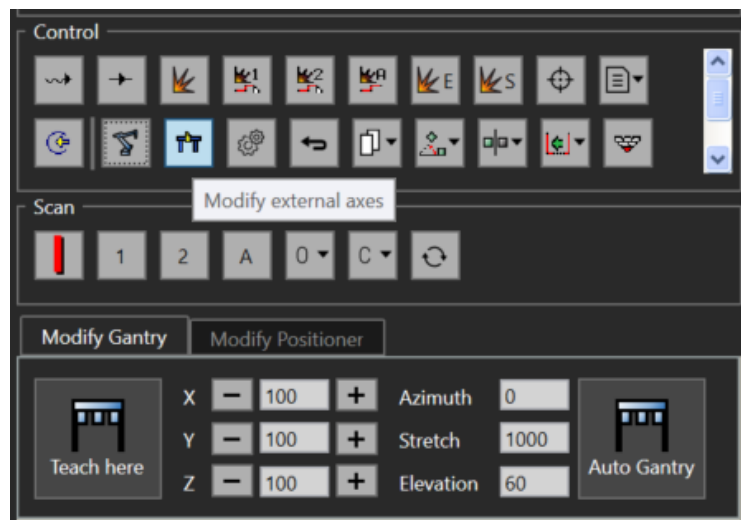 Control
1 2 A E S
Modify external axes
Scan
1 2 A O C
Modify Gantry Modify Positioner
X 100 Azimuth 0
Y 100 Stretch 1000
Z 100 Elevation 60
Teach here Auto Gantry